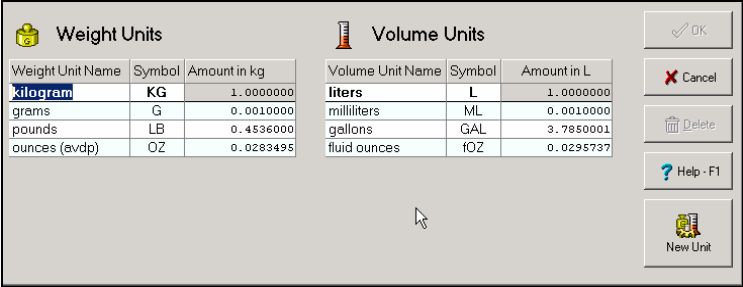 Weight Units
Weight Unit Name Symbol Amount in kg
kilogram KG 1.0000000
grams G 0.0010000
pounds LB 0.4536000
ounces (avdp) OZ 0.0283495
Volume Units
Volume Unit Name Symbol Amount in L
liters L 1.0000000
milliliters ML 0.0010000
gallons GAL 3.7850001
fluid ounces fOZ 0.0295737
OK
Cancel
Delete
Help - F1
New Unit